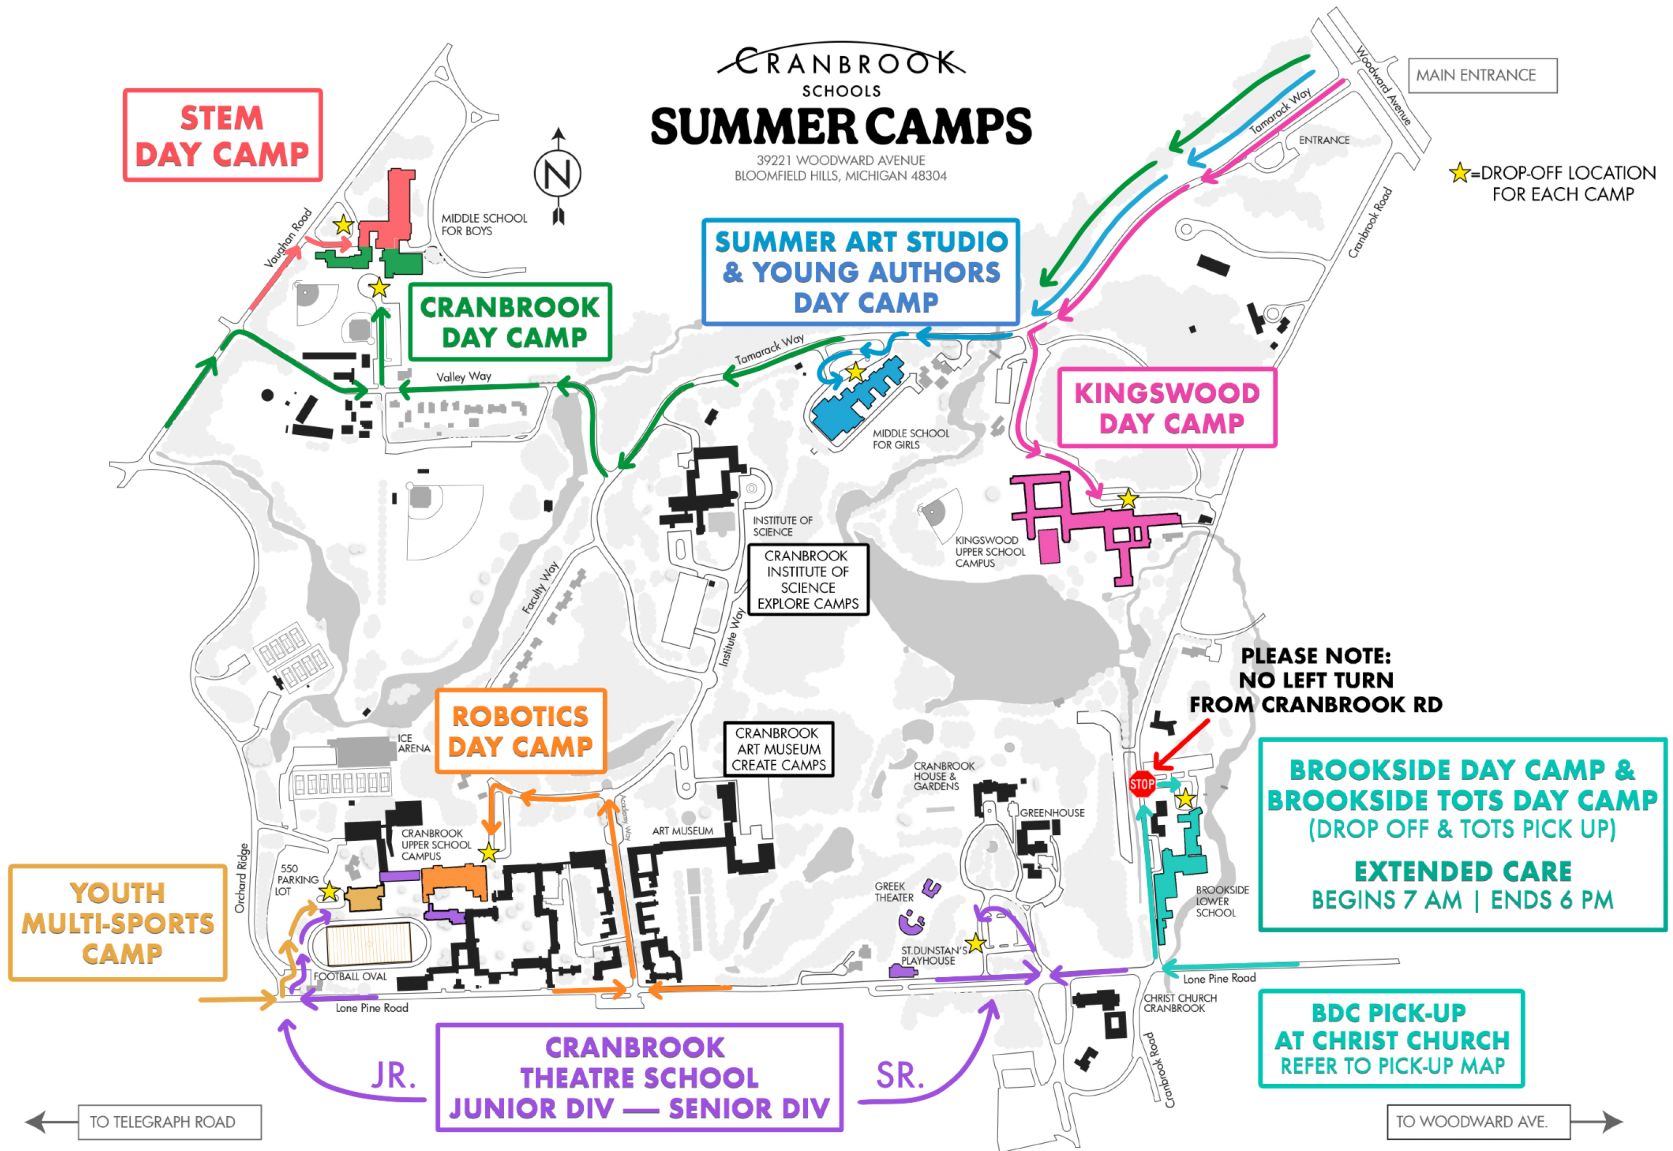 CRANBROOK
SCHOOLS
SUMMER CAMPS
39221 WOODWARD AVENUE
BLOOMFIELD HILLS, MICHIGAN 48304
N
Woodward Avenue
MAIN ENTRANCE
Tamarack Way
ENTRANCE
=DROP-OFF LOCATION
FOR EACH CAMP
Cranbrook Road
STEM
DAY CAMP
Vaughan Road
MIDDLE SCHOOL
FOR BOYS
SUMMER ART STUDIO
& YOUNG AUTHORS
DAY CAMP
CRANBROOK
DAY CAMP
Tamarack Way
Valley Way
KINGSWOOD
DAY CAMP
MIDDLE SCHOOL
FOR GIRLS
INSTITUTE OF
SCIENCE
KINGSWOOD
UPPER SCHOOL
CAMPUS
CRANBROOK
INSTITUTE OF
SCIENCE
EXPLORE CAMPS
Faculty Way
Institute Way
PLEASE NOTE:
NO LEFT TURN
FROM CRANBROOK RD
ROBOTICS
DAY CAMP
ICE
ARENA
CRANBROOK
ART MUSEUM
CREATE CAMPS
CRANBROOK
HOUSE &
GARDENS
STOP
BROOKSIDE DAY CAMP &
BROOKSIDE TOTS DAY CAMP
(DROP OFF & TOTS PICK UP)
EXTENDED CARE
BEGINS 7 AM | ENDS 6 PM
Academy Way
GREENHOUSE
ART MUSEUM
CRANBROOK
UPPER SCHOOL
CAMPUS
Orchard Ridge
550
PARKING
LOT
YOUTH
MULTI-SPORTS
CAMP
GREEK
THEATER
BROOKSIDE
LOWER
SCHOOL
ST.DUNSTAN'S
PLAYHOUSE
FOOTBALL OVAL
Lone Pine Road
Lone Pine Road
CHRIST CHURCH
CRANBROOK
BDC PICK-UP
AT CHRIST CHURCH
REFER TO PICK-UP MAP
Cranbrook Road
JR.
CRANBROOK
THEATRE SCHOOL
JUNIOR DIV — SENIOR DIV
SR.
TO TELEGRAPH ROAD
TO WOODWARD AVE.